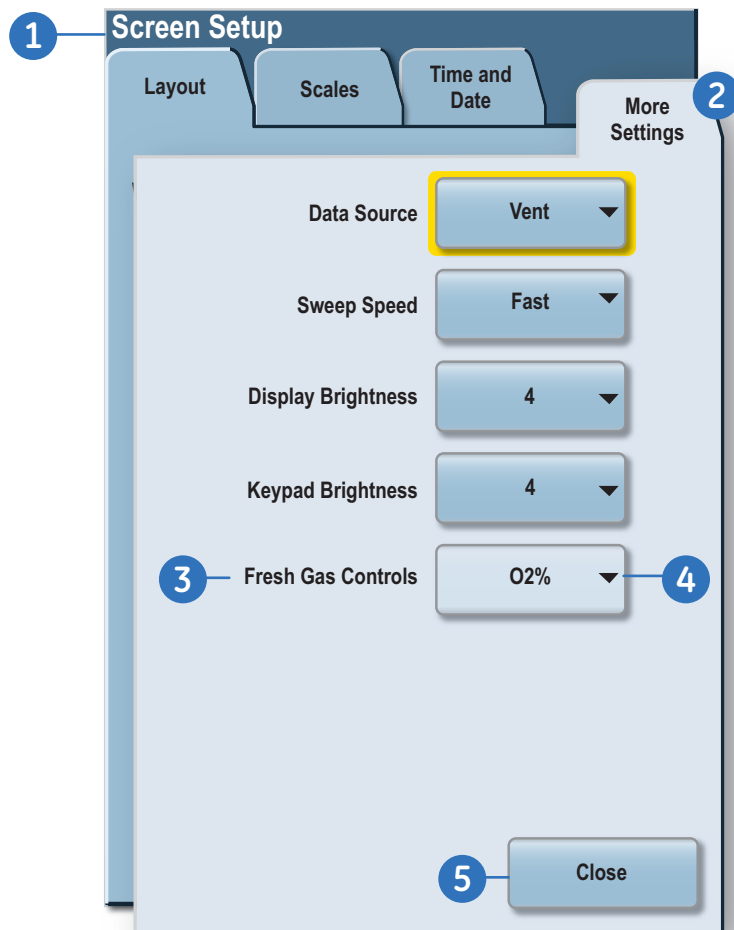 1
Screen Setup
Layout
Scales
Time and
Date
More
Settings
2
Data Source
Vent
Sweep Speed
Fast
Display Brightness
4
Keypad Brightness
4
3
Fresh Gas Controls
O2%
4
5
Close